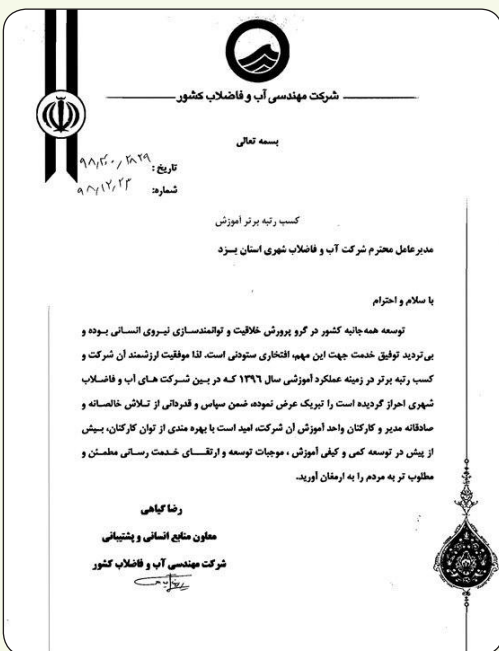 شرکت مهندسی آب و فاضلاب کشور
بسمه تعالی
تاریخ:
شماره: ۹۸/۱۲/۲۴
کسب رتبه برتر آموزش
مدیرعامل محترم شرکت آب و فاضلاب شهری استان یزد
با سلام و احترام
توسعه همه‌جانبه کشور در گرو پرورش خلاقیت و توانمندسازی نیروی انسانی بوده و
بی‌تردید توفیق خدمت جهت این مهم، افتخاری ستودنی است. لذا موفقیت ارزشمند آن شرکت و
کسب رتبه برتر در زمینه عملکرد آموزشی سال ۱۳۹۶ که در بین شرکت های آب و فاضلاب
شهری احراز گردیده است را تبریک عرض نموده، ضمن سپاس و قدردانی از تلاش خالصانه و
صادقانه مدیر و کارکنان واحد آموزش آن شرکت، امید است با بهره مندی از توان کارکنان، بیش
از پیش در توسعه کمی و کیفی آموزش ، موجبات توسعه و ارتقای خدمت رسانی مطمئن و
مطلوب تر به مردم را به ارمغان آورید.
رضا گیاهی
معاون منابع انسانی و پشتیبانی
شرکت مهندسی آب و فاضلاب کشور